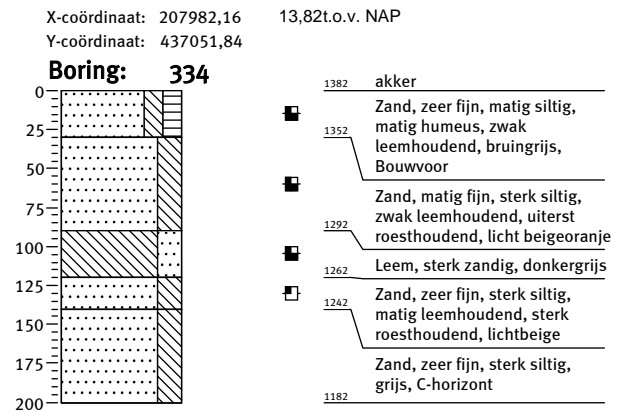 X-coördinaat: 207982,16 13,82t.o.v. NAP
Y-coördinaat: 437051,84
Boring: 334
0
25
50
75
100
125
150
175
200
1382 akker
Zand, zeer fijn, matig siltig,
matig humeus, zwak
1352 leemhoudend, bruingrijs,
Bouwvoor
Zand, matig fijn, sterk siltig,
zwak leemhoudend, uiterst
1292 roesthoudend, licht beigeoranje
1262 Leem, sterk zandig, donkergrijs
Zand, zeer fijn, sterk siltig,
1242 matig leemhoudend, sterk
roesthoudend, lichtbeige
Zand, zeer fijn, sterk siltig,
grijs, C-horizont
1182